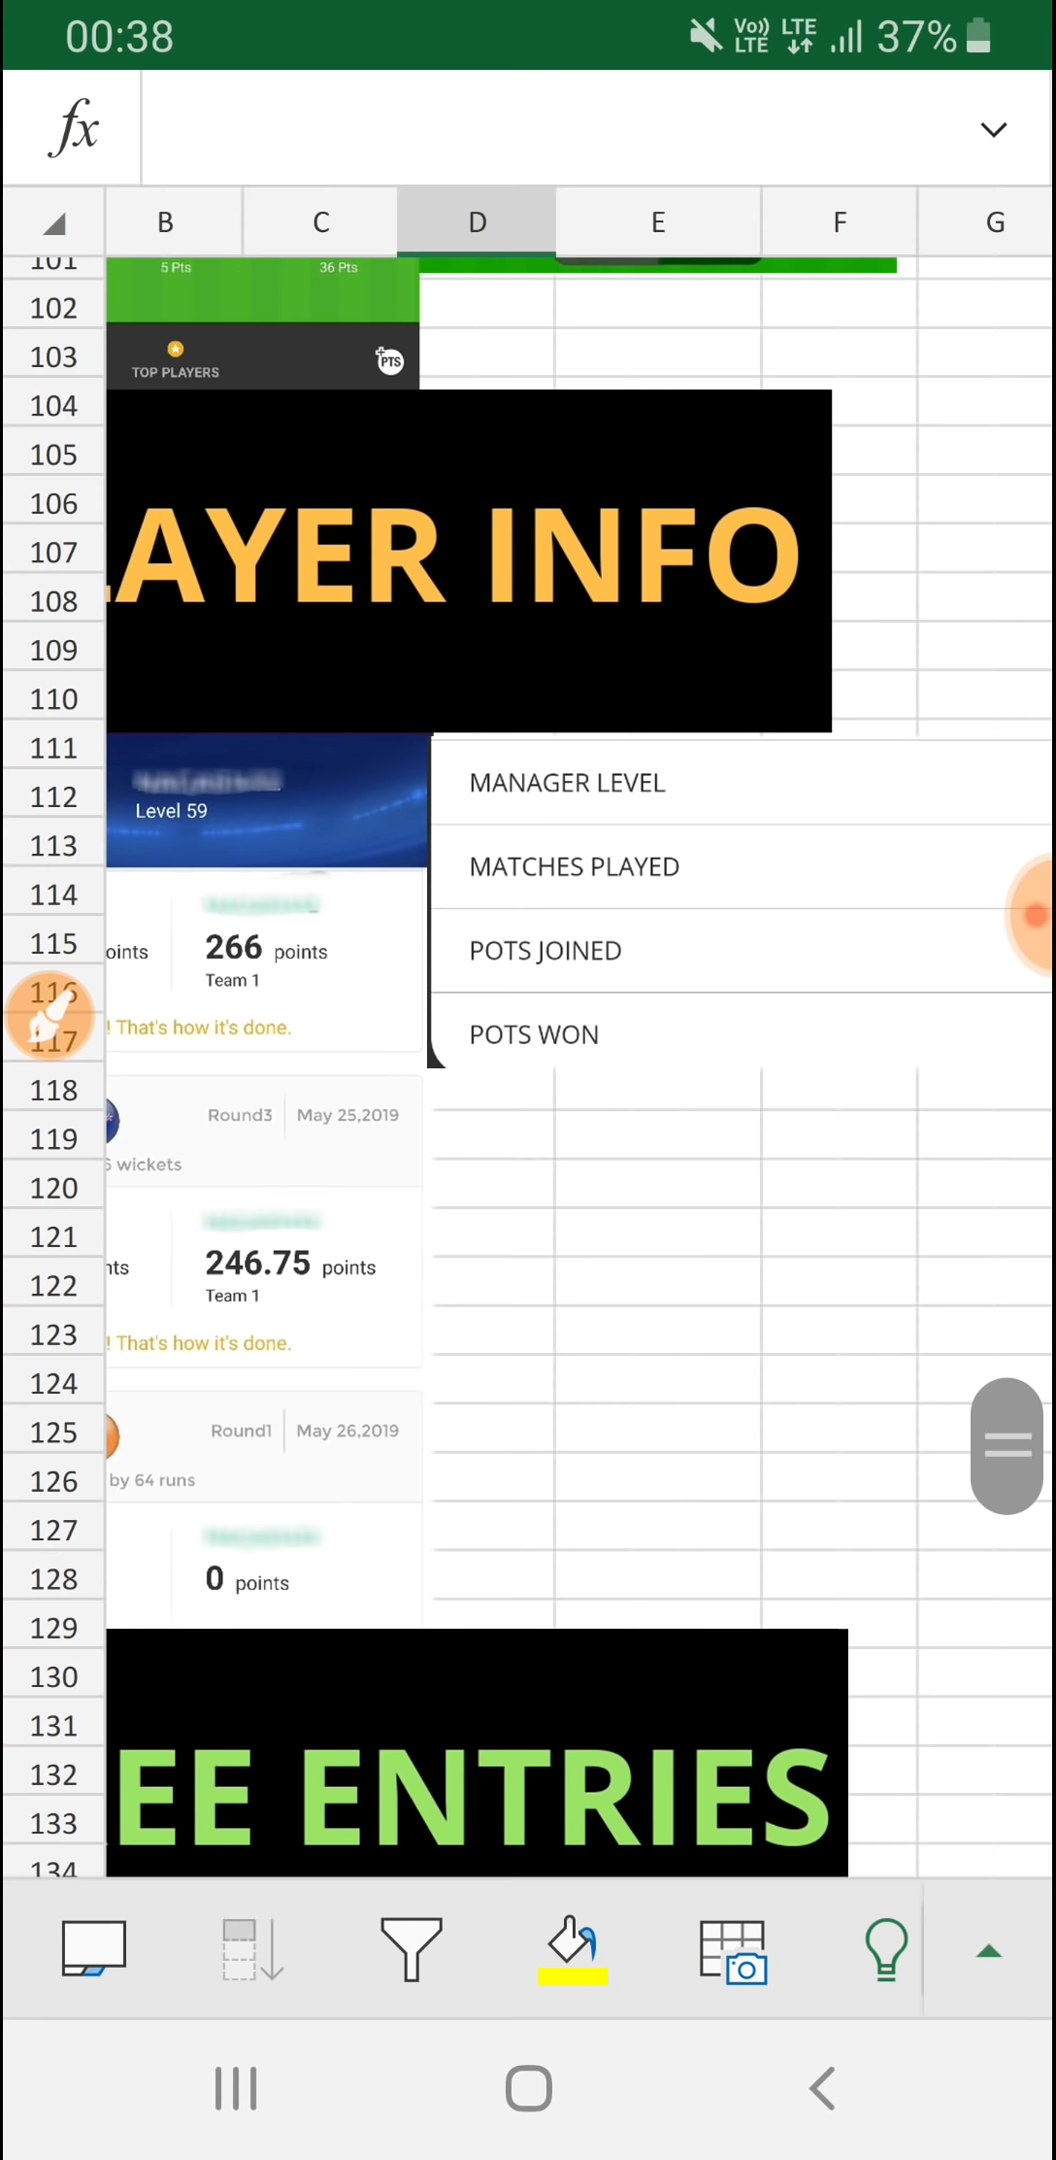 00:38
Vo)) LTE LTE 37%
fx
B C D E F G
101
5 Pts 36 Pts
102
103
TOP PLAYERS
+PTS
104
105
106
AYER INFO
107
108
109
110
111
MANAGER LEVEL
112
Level 59
113
MATCHES PLAYED
114
115
oints
266 points
POTS JOINED
116
Team 1
117
! That's how it's done.
POTS WON
118
Round3 May 25,2019
119
wickets
120
121
246.75 points
122
nts
Team 1
123
! That's how it's done.
124
125
Round1 May 26,2019
126
by 64 runs
127
128
0 points
129
130
131
132
EE ENTRIES
133
134